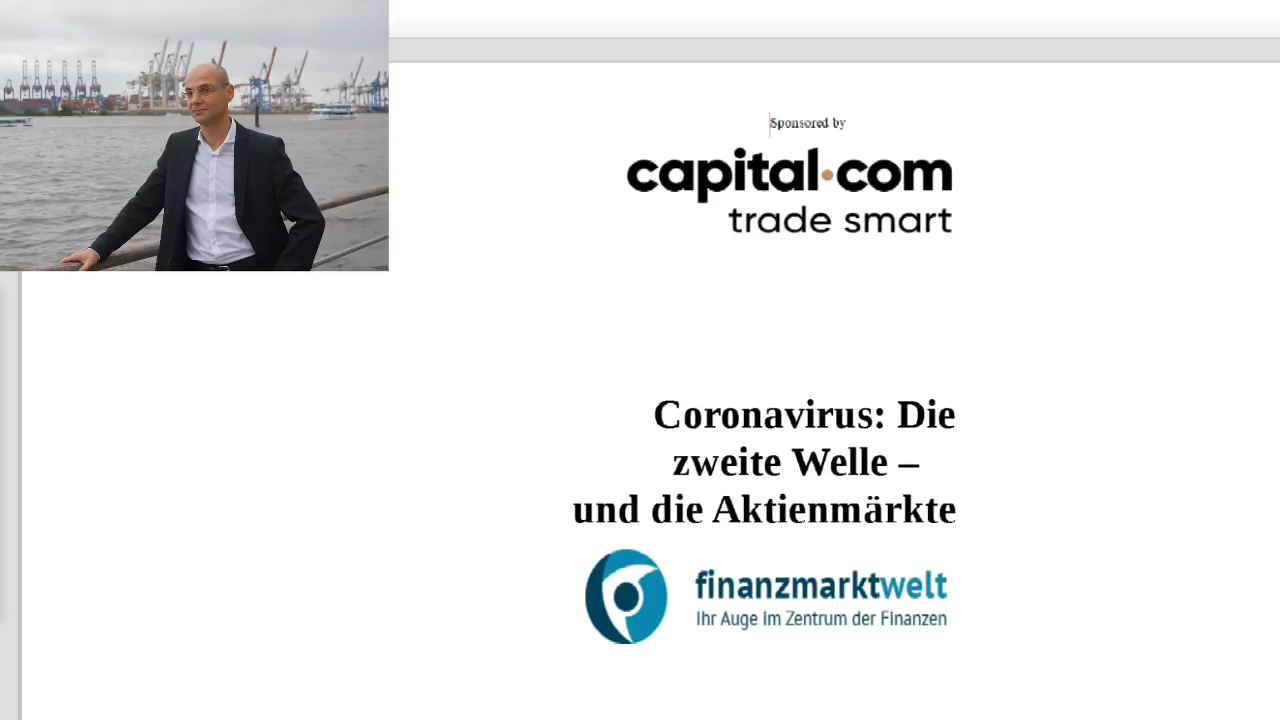 Sponsored by
capital.com
trade smart
Coronavirus: Die
zweite Welle –
und die Aktienmärkte
finanzmarktwelt
Ihr Auge im Zentrum der Finanzen